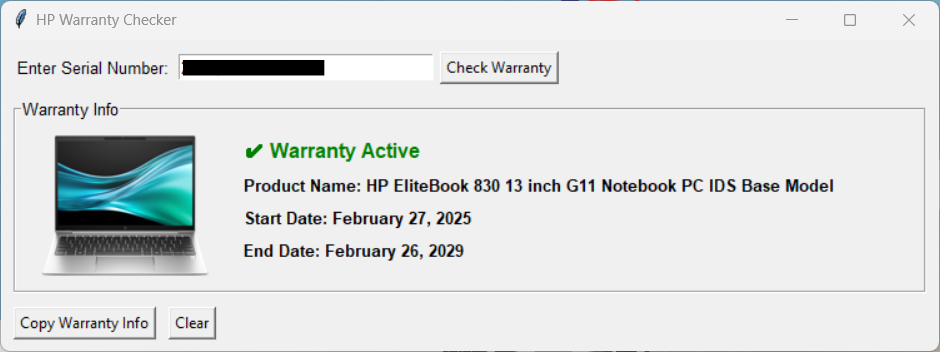 HP Warranty Checker
Enter Serial Number:
Check Warranty
Warranty Info
✔ Warranty Active
Product Name: HP EliteBook 830 13 inch G11 Notebook PC IDS Base Model
Start Date: February 27, 2025
End Date: February 26, 2029
Copy Warranty Info
Clear